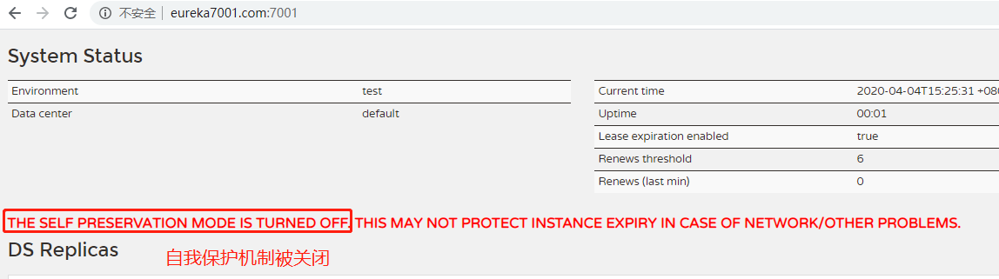 不安全 | eureka7001.com:7001
System Status
Environment test
Data center default
Current time 2020-04-04T15:25:31 +080
Uptime 00:01
Lease expiration enabled true
Renews threshold 6
Renews (last min) 0
THE SELF PRESERVATION MODE IS TURNED OFF. THIS MAY NOT PROTECT INSTANCE EXPIRY IN CASE OF NETWORK/OTHER PROBLEMS.
DS Replicas
自我保护机制被关闭